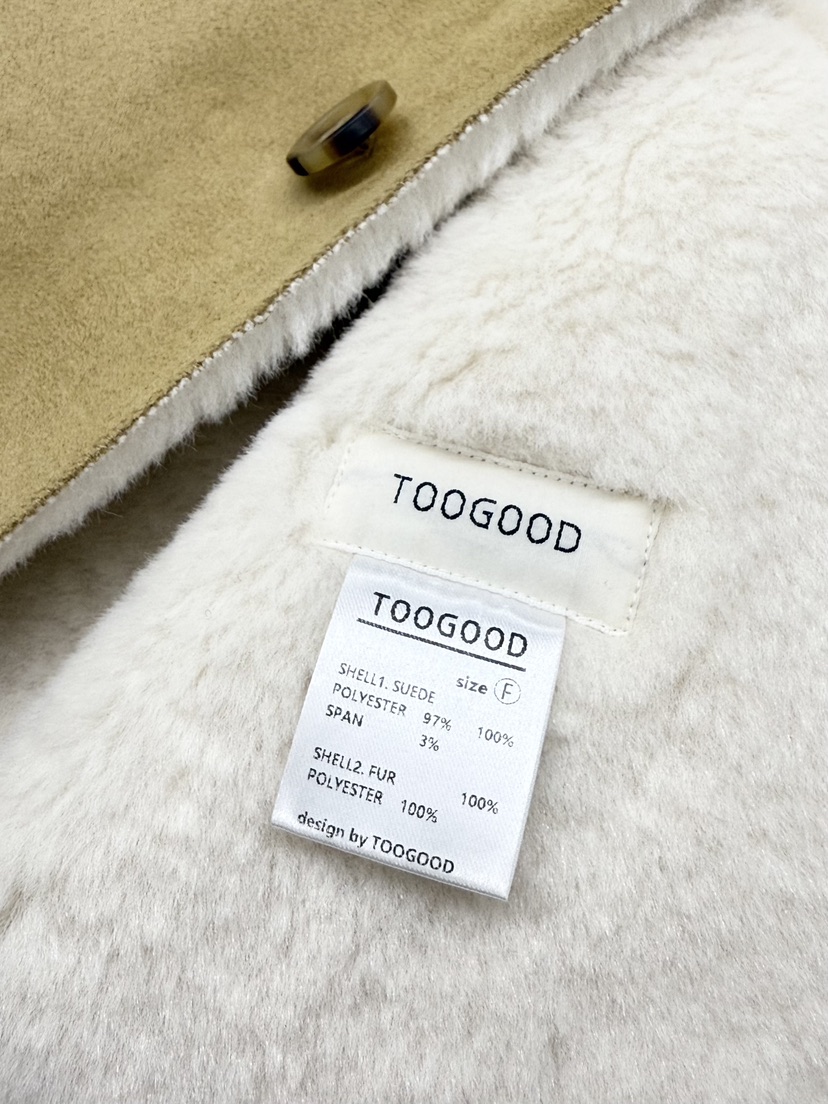 TOOGOOD
TOOGOOD
size F
SHELL1. SUEDE 100%
POLYESTER 97%
SPAN 3%
SHELL2. FUR 100%
POLYESTER 100%
design by TOOGOOD